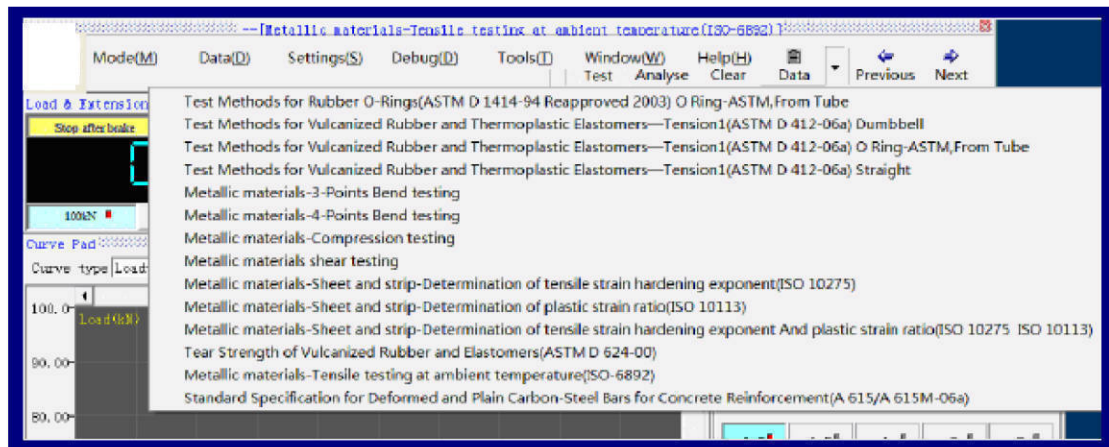 --[Metallic materials-Tensile testing at ambient temperature(ISO-6892)]
Mode(M) Data(D) Settings(S) Debug(D) Tools(T) Window(W) Help(H) Data Previous Next
Test Analyse Clear
Load & Extension
Stop after brake
100kN
Curve Pad
Curve type Load
100.0
Load(kN)
90.00
80.00
Test Methods for Rubber O-Rings(ASTM D 1414-94 Reapproved 2003) O Ring-ASTM,From Tube
Test Methods for Vulcanized Rubber and Thermoplastic Elastomers—Tension1(ASTM D 412-06a) Dumbbell
Test Methods for Vulcanized Rubber and Thermoplastic Elastomers—Tension1(ASTM D 412-06a) O Ring-ASTM,From Tube
Test Methods for Vulcanized Rubber and Thermoplastic Elastomers—Tension1(ASTM D 412-06a) Straight
Metallic materials-3-Points Bend testing
Metallic materials-4-Points Bend testing
Metallic materials-Compression testing
Metallic materials shear testing
Metallic materials-Sheet and strip-Determination of tensile strain hardening exponent(ISO 10275)
Metallic materials-Sheet and strip-Determination of plastic strain ratio(ISO 10113)
Metallic materials-Sheet and strip-Determination of tensile strain hardening exponent And plastic strain ratio(ISO 10275 ISO 10113)
Tear Strength of Vulcanized Rubber and Elastomers(ASTM D 624-00)
Metallic materials-Tensile testing at ambient temperature(ISO-6892)
Standard Specification for Deformed and Plain Carbon-Steel Bars for Concrete Reinforcement(A 615/A 615M-06a)